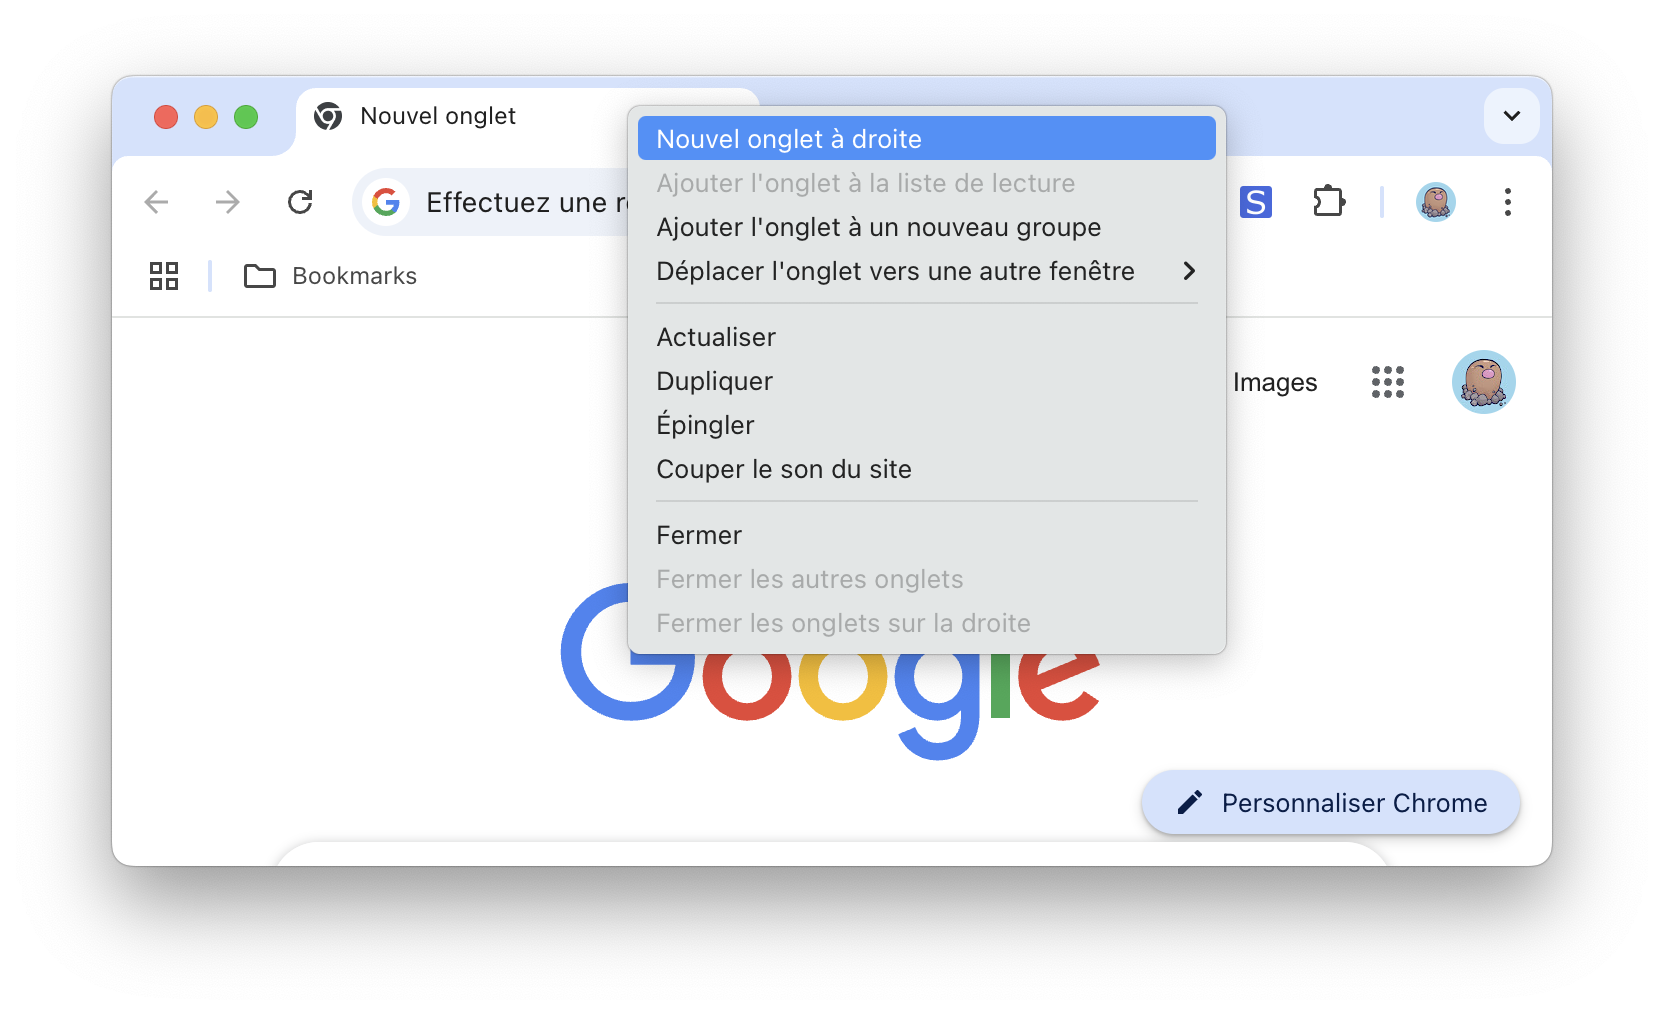 Nouvel onglet
Effectuez une
Bookmarks
Nouvel onglet à droite
Ajouter l'onglet à la liste de lecture
Ajouter l'onglet à un nouveau groupe
Déplacer l'onglet vers une autre fenêtre
Actualiser
Dupliquer
Épingler
Couper le son du site
Fermer
Fermer les autres onglets
Fermer les onglets sur la droite
S
Images
Google
Personnaliser Chrome